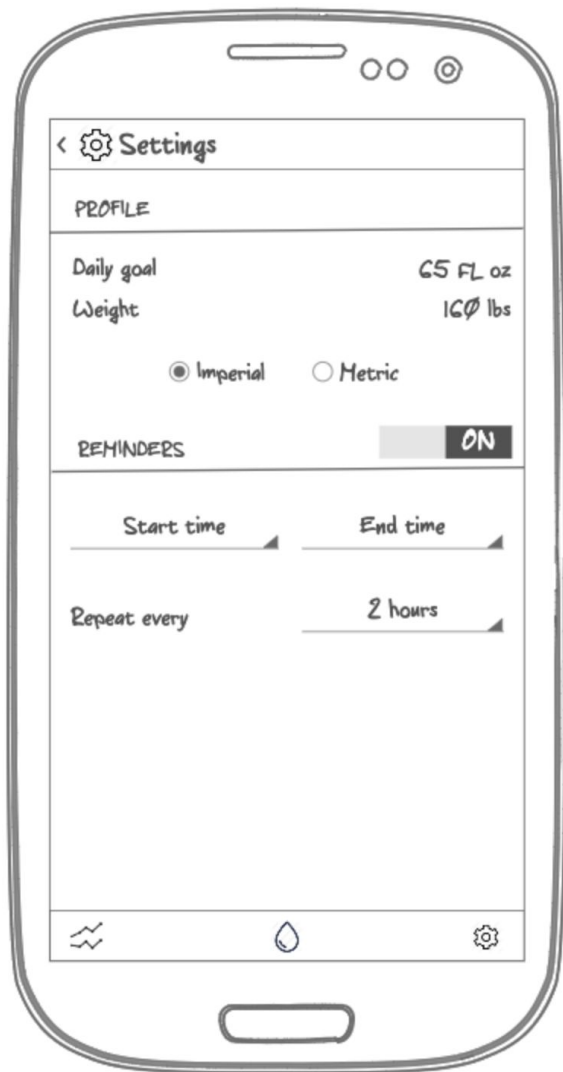 Settings
PROFILE
Daily goal 65 FL oz
Weight 160 lbs
Imperial Metric
REMINDERS ON
Start time End time
Repeat every 2 hours